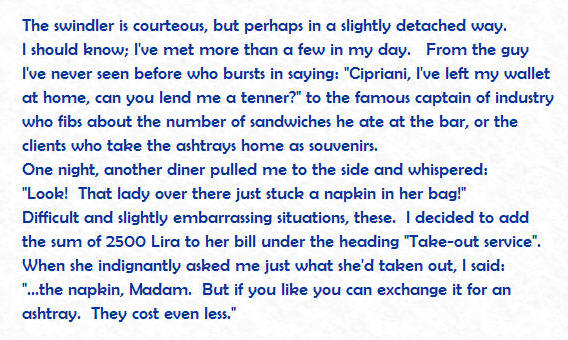 The swindler is courteous, but perhaps in a slightly detached way.
I should know; I've met more than a few in my day. From the guy
I've never seen before who bursts in saying: "Cipriani, I've left my wallet
at home, can you lend me a tenner?" to the famous captain of industry
who fibs about the number of sandwiches he ate at the bar, or the
clients who take the ashtrays home as souvenirs.
One night, another diner pulled me to the side and whispered:
"Look! That lady over there just stuck a napkin in her bag!"
Difficult and slightly embarrassing situations, these. I decided to add
the sum of 2500 Lira to her bill under the heading "Take-out service".
When she indignantly asked me just what she'd taken out, I said:
"...the napkin, Madam. But if you like you can exchange it for an
ashtray. They cost even less."